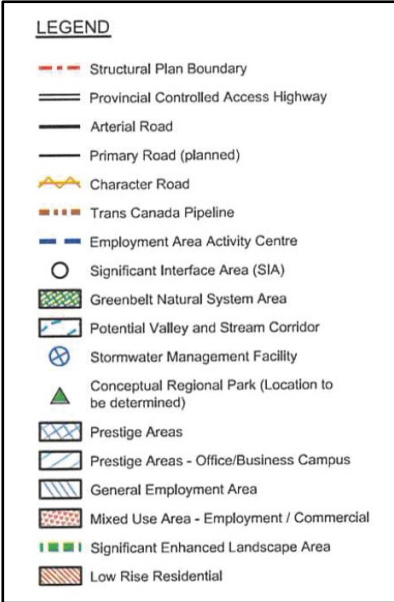 LEGEND
Structural Plan Boundary
Provincial Controlled Access Highway
Arterial Road
Primary Road (planned)
Character Road
Trans Canada Pipeline
Employment Area Activity Centre
Significant Interface Area (SIA)
Greenbelt Natural System Area
Potential Valley and Stream Corridor
Stormwater Management Facility
Conceptual Regional Park (Location to
be determined)
Prestige Areas
Prestige Areas - Office/Business Campus
General Employment Area
Mixed Use Area - Employment / Commercial
Significant Enhanced Landscape Area
Low Rise Residential